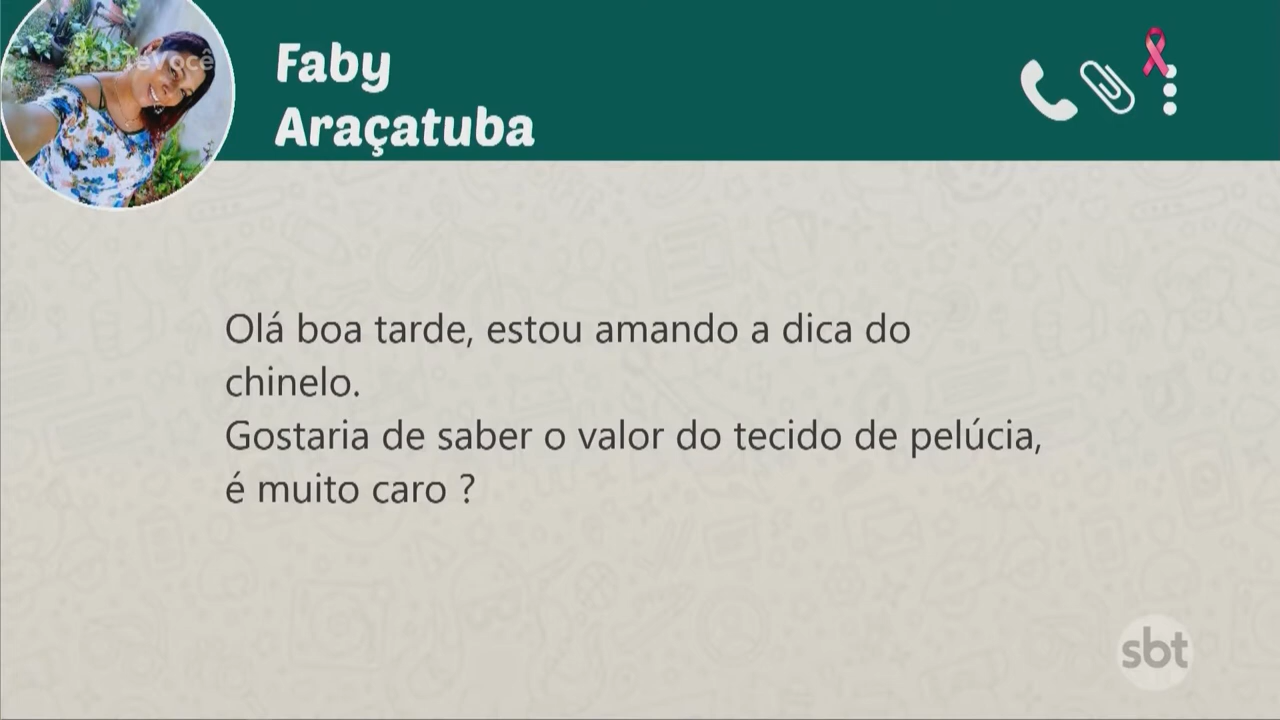 #SBTéVocê
Faby
Araçatuba
Olá boa tarde, estou amando a dica do
chinelo.
Gostaria de saber o valor do tecido de pelúcia,
é muito caro ?
sbt